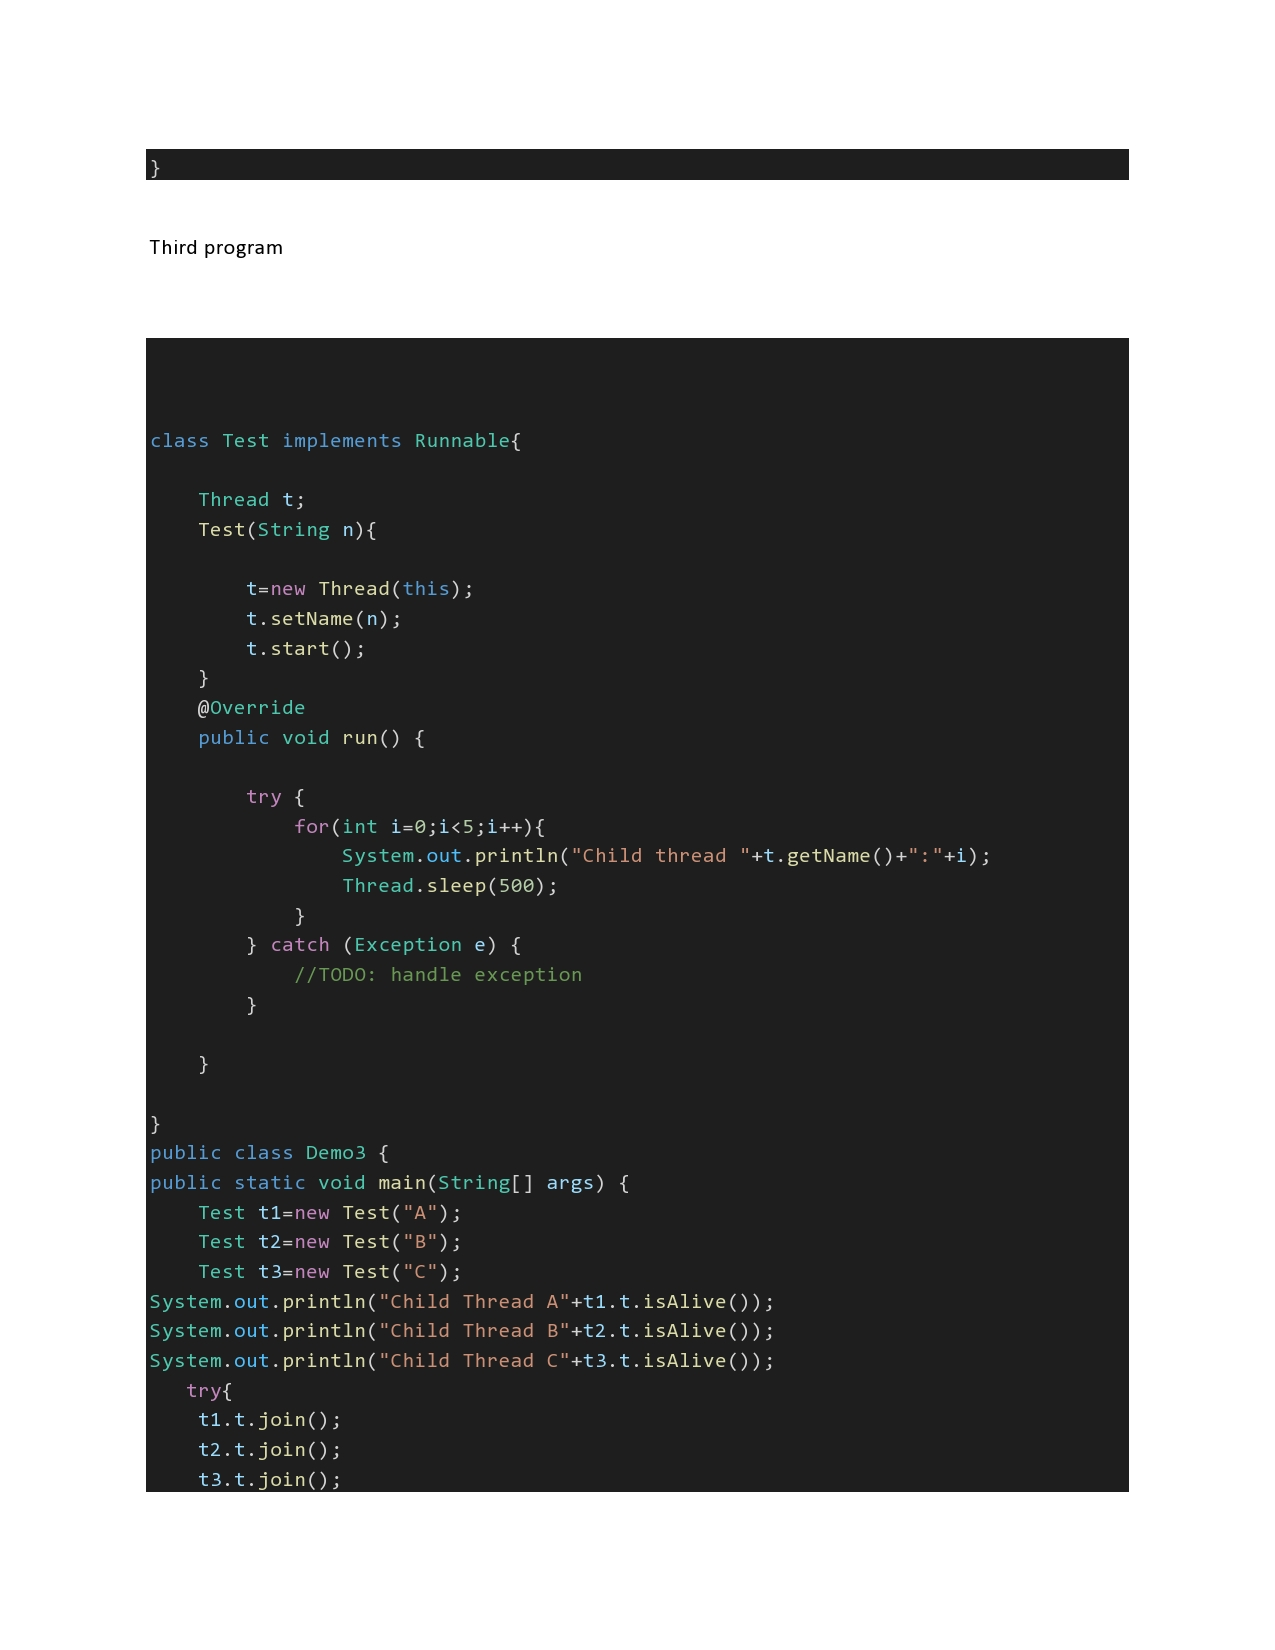 }
Third program
class Test implements Runnable{
    Thread t;
    Test(String n){
        t=new Thread(this);
        t.setName(n);
        t.start();
    }
    @Override
    public void run() {
        try {
            for(int i=0;i<5;i++){
                System.out.println("Child thread "+t.getName()+":"+i);
                Thread.sleep(500);
            }
        } catch (Exception e) {
            //TODO: handle exception
        }
    }
}
public class Demo3 {
public static void main(String[] args) {
    Test t1=new Test("A");
    Test t2=new Test("B");
    Test t3=new Test("C");
System.out.println("Child Thread A"+t1.t.isAlive());
System.out.println("Child Thread B"+t2.t.isAlive());
System.out.println("Child Thread C"+t3.t.isAlive());
   try{
    t1.t.join();
    t2.t.join();
    t3.t.join();